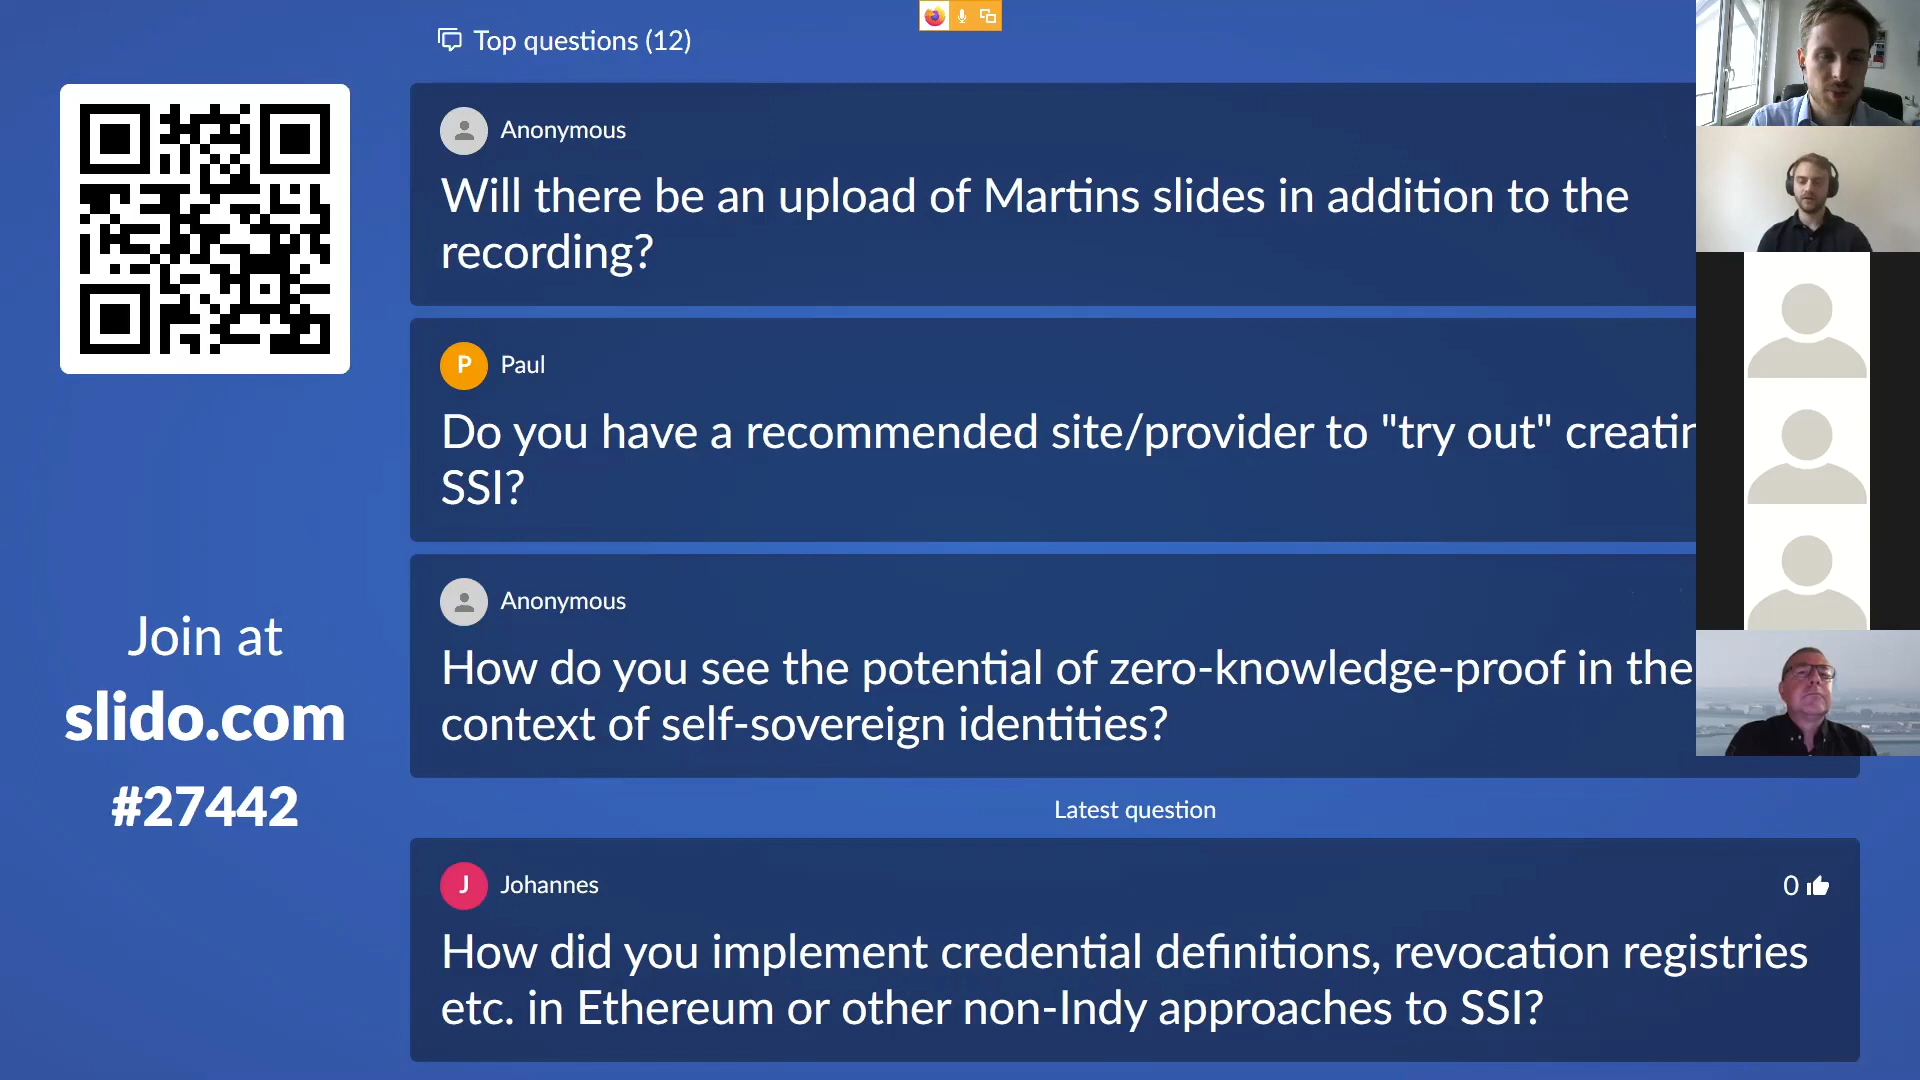 Top questions (12)
Anonymous
Will there be an upload of Martins slides in addition to the
recording?
P Paul
Do you have a recommended site/provider to "try out"
SSI?
Anonymous
How do you see the potential of zero-knowledge-proof in the
context of self-sovereign identities?
Join at
slido.com
#27442
Latest question
J Johannes
0
How did you implement credential definitions, revocation registries
etc. in Ethereum or other non-Indy approaches to SSI?